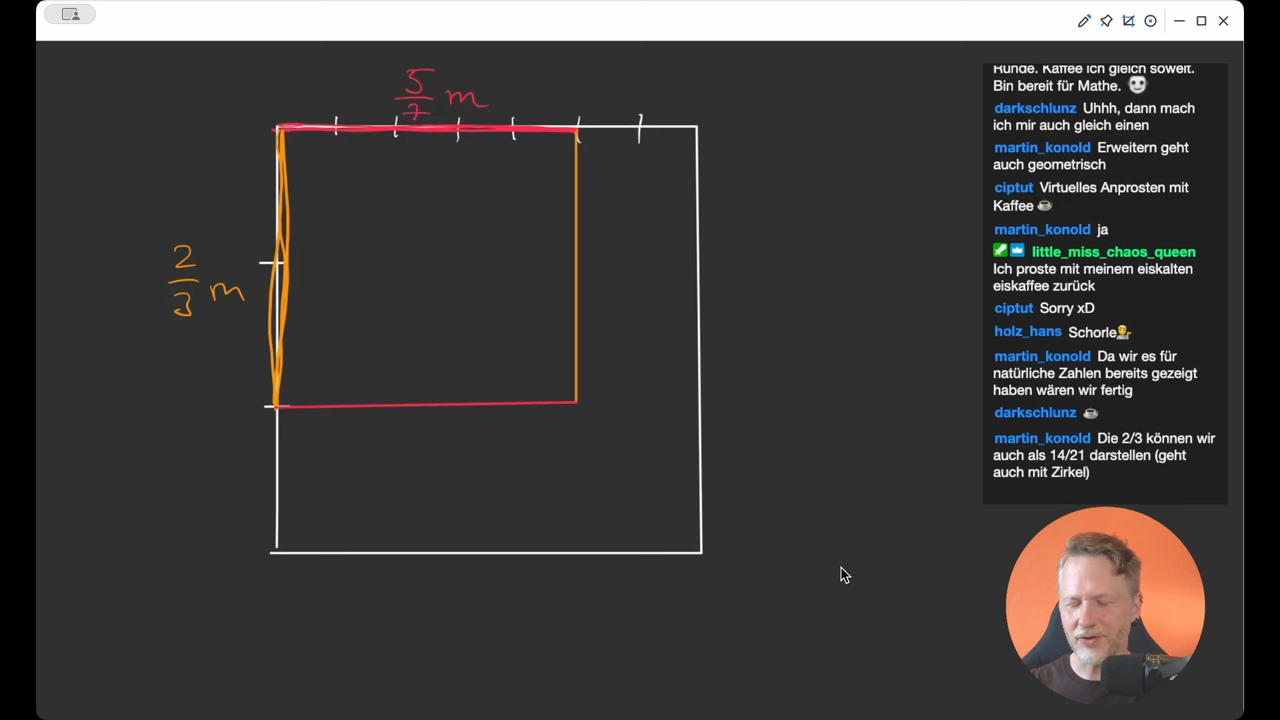 5/7 m
2/3 m
Runde. Kaffee ich gleich soweit.
Bin bereit für Mathe.
darkschlunz Uhhh, dann mach
ich mir auch gleich einen
martin_konold Erweitern geht
auch geometrisch
ciptut Virtuelles Anprosten mit
Kaffee ☕
martin_konold ja
little_miss_chaos_queen
Ich proste mit meinem eiskalten
eiskaffee zurück
ciptut Sorry xD
holz_hans Schorle
martin_konold Da wir es für
natürliche Zahlen bereits gezeigt
haben wären wir fertig
darkschlunz ☕
martin_konold Die 2/3 können wir
auch als 14/21 darstellen (geht
auch mit Zirkel)